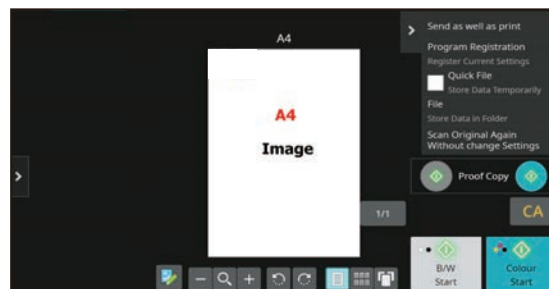 A4
A4
Image
1/1
Send as well as print
Program Registration
Register Current Settings
Quick File
Store Data Temporarily
File
Store Data in Folder
Scan Original Again
Without change Settings
Proof Copy
CA
B/W
Start
Colour
Start